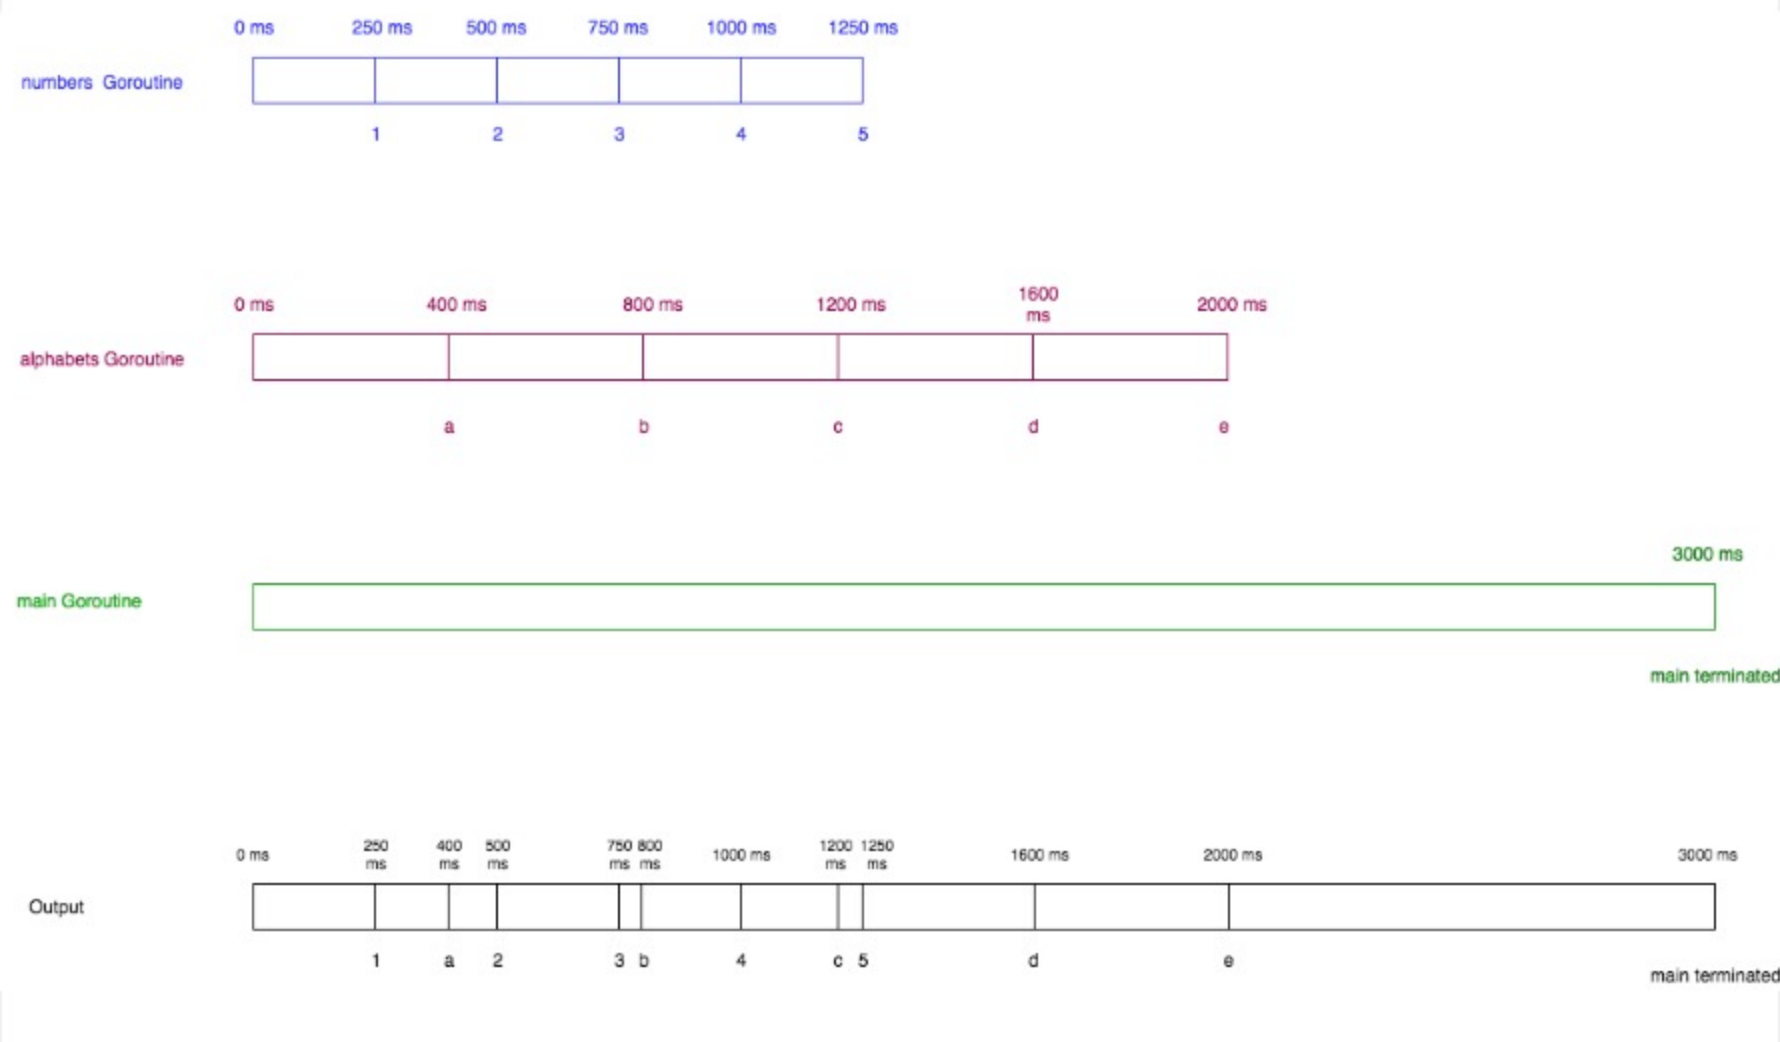 0 ms 250 ms 500 ms 750 ms 1000 ms 1250 ms
numbers Goroutine
1 2 3 4 5
0 ms 400 ms 800 ms 1200 ms 1600 ms 2000 ms
alphabets Goroutine
a b c d e
3000 ms
main Goroutine
main terminated
0 ms 250 ms 400 ms 500 ms 750 ms 800 ms 1000 ms 1200 ms 1250 ms 1600 ms 2000 ms 3000 ms
Output
1 a 2 3 b 4 c 5 d e
main terminated